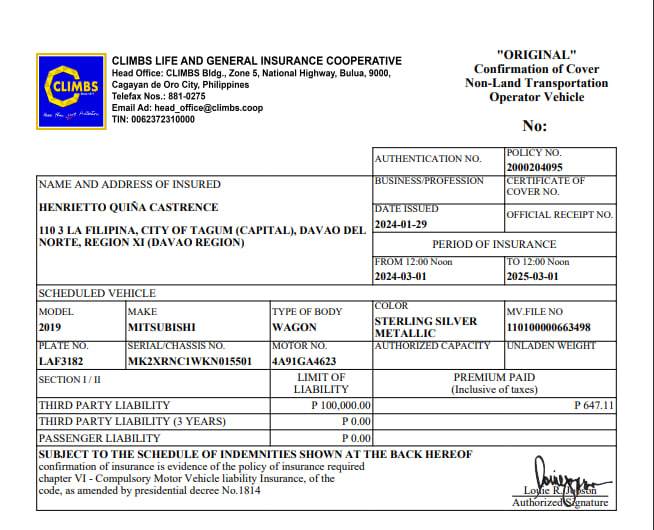 CLIMBS LIFE AND GENERAL INSURANCE COOPERATIVE
Head Office: CLIMBS Bldg., Zone 5, National Highway, Bulua, 9000,
Cagayan de Oro City, Philippines
Telefax Nos.: 881-0275
Email Ad: head_office@climbs.coop
TIN: 0062372310000
CLIMBS
"ORIGINAL"
Confirmation of Cover
Non-Land Transportation
Operator Vehicle
No:
AUTHENTICATION NO.
POLICY NO.
2000204095
NAME AND ADDRESS OF INSURED
HENRIETTO QUIÑA CASTRENCE
110 3 LA FILIPINA, CITY OF TAGUM (CAPITAL), DAVAO DEL
NORTE, REGION XI (DAVAO REGION)
BUSINESS/PROFESSION
CERTIFICATE OF
COVER NO.
DATE ISSUED
2024-01-29
OFFICIAL RECEIPT NO.
PERIOD OF INSURANCE
FROM 12:00 Noon
2024-03-01
TO 12:00 Noon
2025-03-01
SCHEDULED VEHICLE
MODEL
2019
MAKE
MITSUBISHI
TYPE OF BODY
WAGON
COLOR
STERLING SILVER
METALLIC
MV.FILE NO
110100000663498
PLATE NO.
LAF3182
SERIAL/CHASSIS NO.
MK2XRNC1WKN015501
MOTOR NO.
4A91GA4623
AUTHORIZED CAPACITY
UNLADEN WEIGHT
SECTION I / II
LIMIT OF
LIABILITY
PREMIUM PAID
(Inclusive of taxes)
THIRD PARTY LIABILITY P 100,000.00 P 647.11
THIRD PARTY LIABILITY (3 YEARS) P 0.00
PASSENGER LIABILITY P 0.00
SUBJECT TO THE SCHEDULE OF INDEMNITIES SHOWN AT THE BACK HEREOF
confirmation of insurance is evidence of the policy of insurance required
chapter VI - Compulsory Motor Vehicle liability Insurance, of the
code, as amended by presidential decree No.1814
Louie R.
Authorized Signature